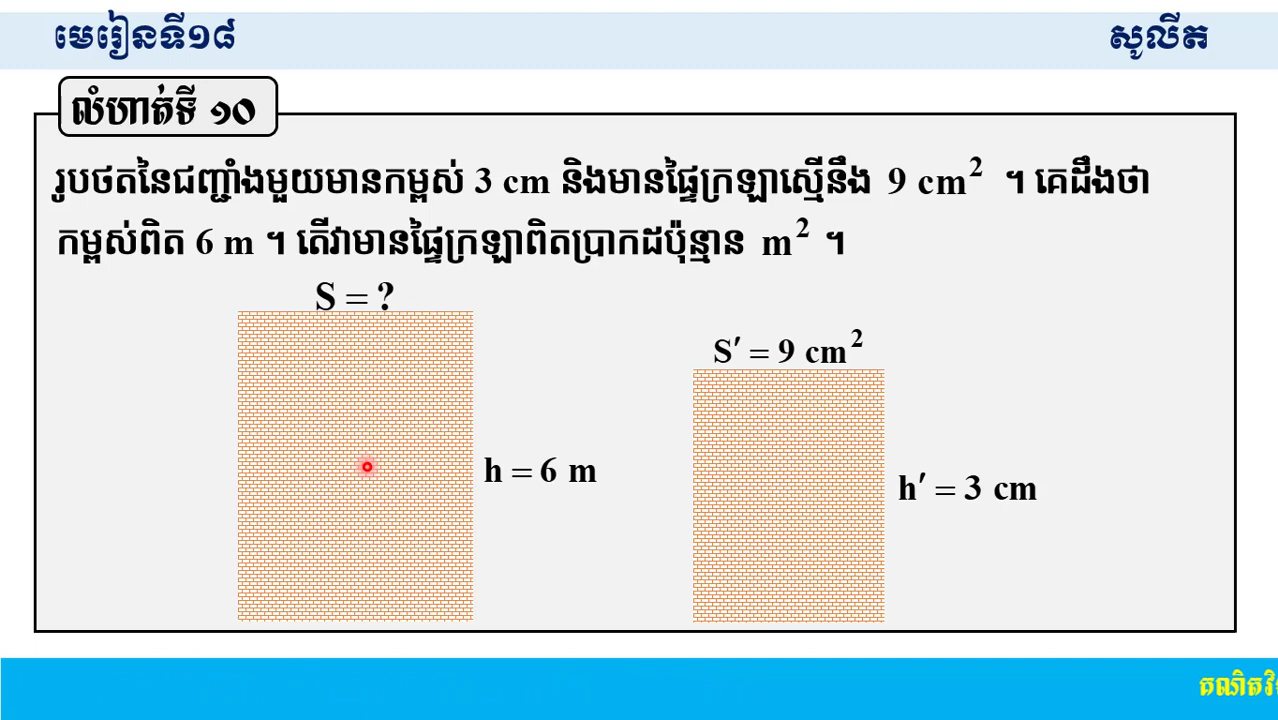 មេរៀនទី១៨
សូលីត
លំហាត់ទី ១០
រូបថតនៃជញ្ជាំងមួយមានកម្ពស់ 3 cm និងមានផ្ទៃក្រឡាស្មើនឹង 9 cm² ។ គេដឹងថា
កម្ពស់ពិត 6 m ។ តើវាមានផ្ទៃក្រឡាពិតប្រាកដប៉ុន្មាន m² ។
S = ?
S′ = 9 cm²
h = 6 m
h′ = 3 cm